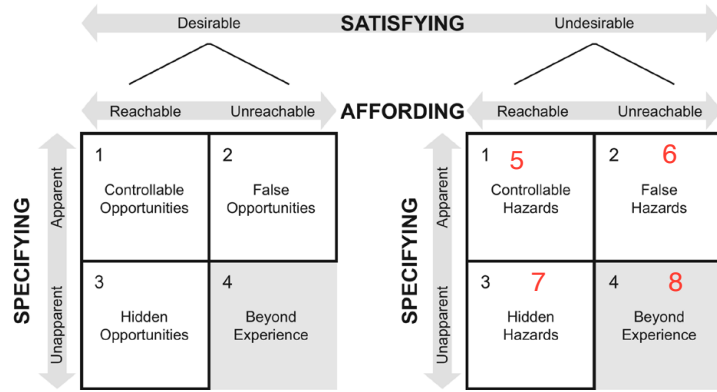 Desirable SATISFYING Undesirable
Reachable Unreachable AFFORDING Reachable Unreachable
SPECIFYING
Apparent
Unapparent
1
Controllable
Opportunities
2
False
Opportunities
3
Hidden
Opportunities
4
Beyond
Experience
SPECIFYING
Apparent
Unapparent
1 5
Controllable
Hazards
2 6
False
Hazards
3 7
Hidden
Hazards
4 8
Beyond
Experience